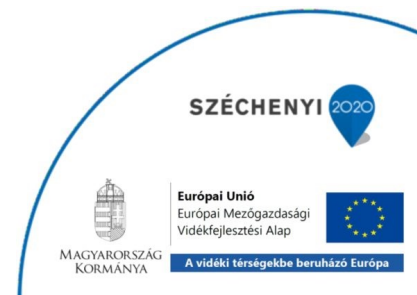 SZÉCHENYI 2020
Európai Unió
Európai Mezőgazdasági
Vidékfejlesztési Alap
MAGYARORSZÁG
KORMÁNYA
A vidéki térségekbe beruházó Európa